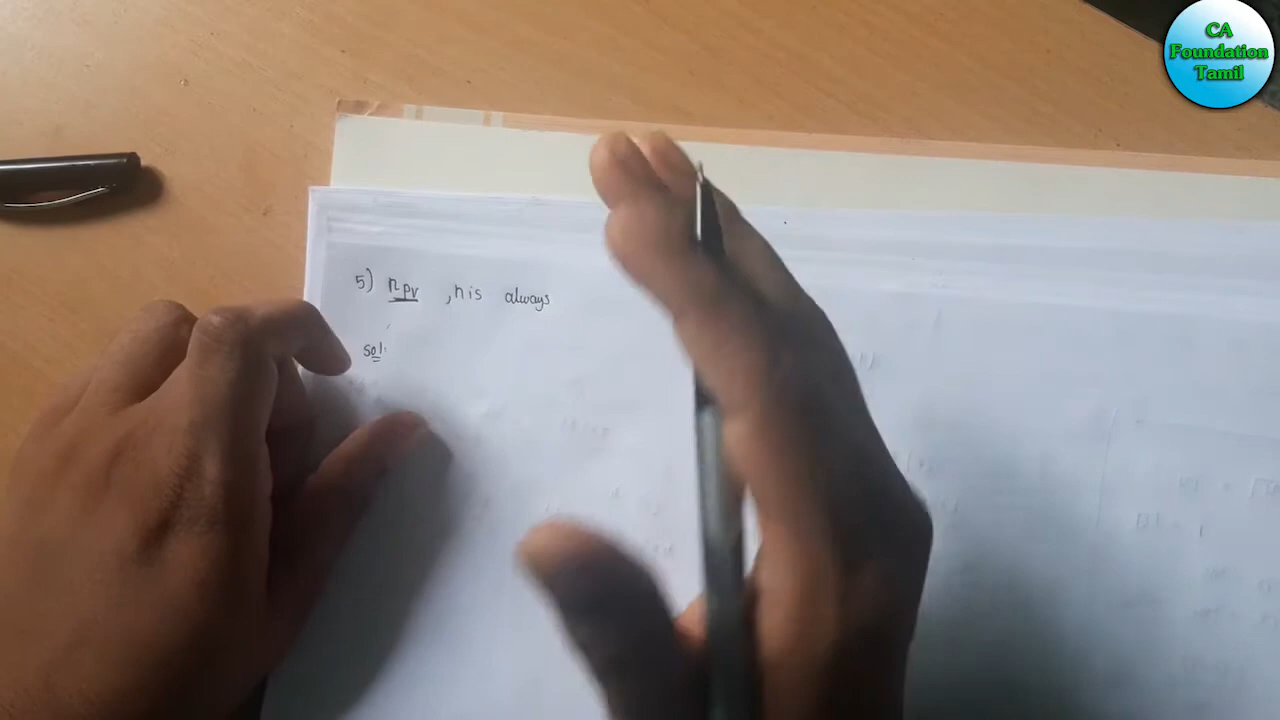 CA
Foundation
Tamil
5) npr , n is always
Sol: